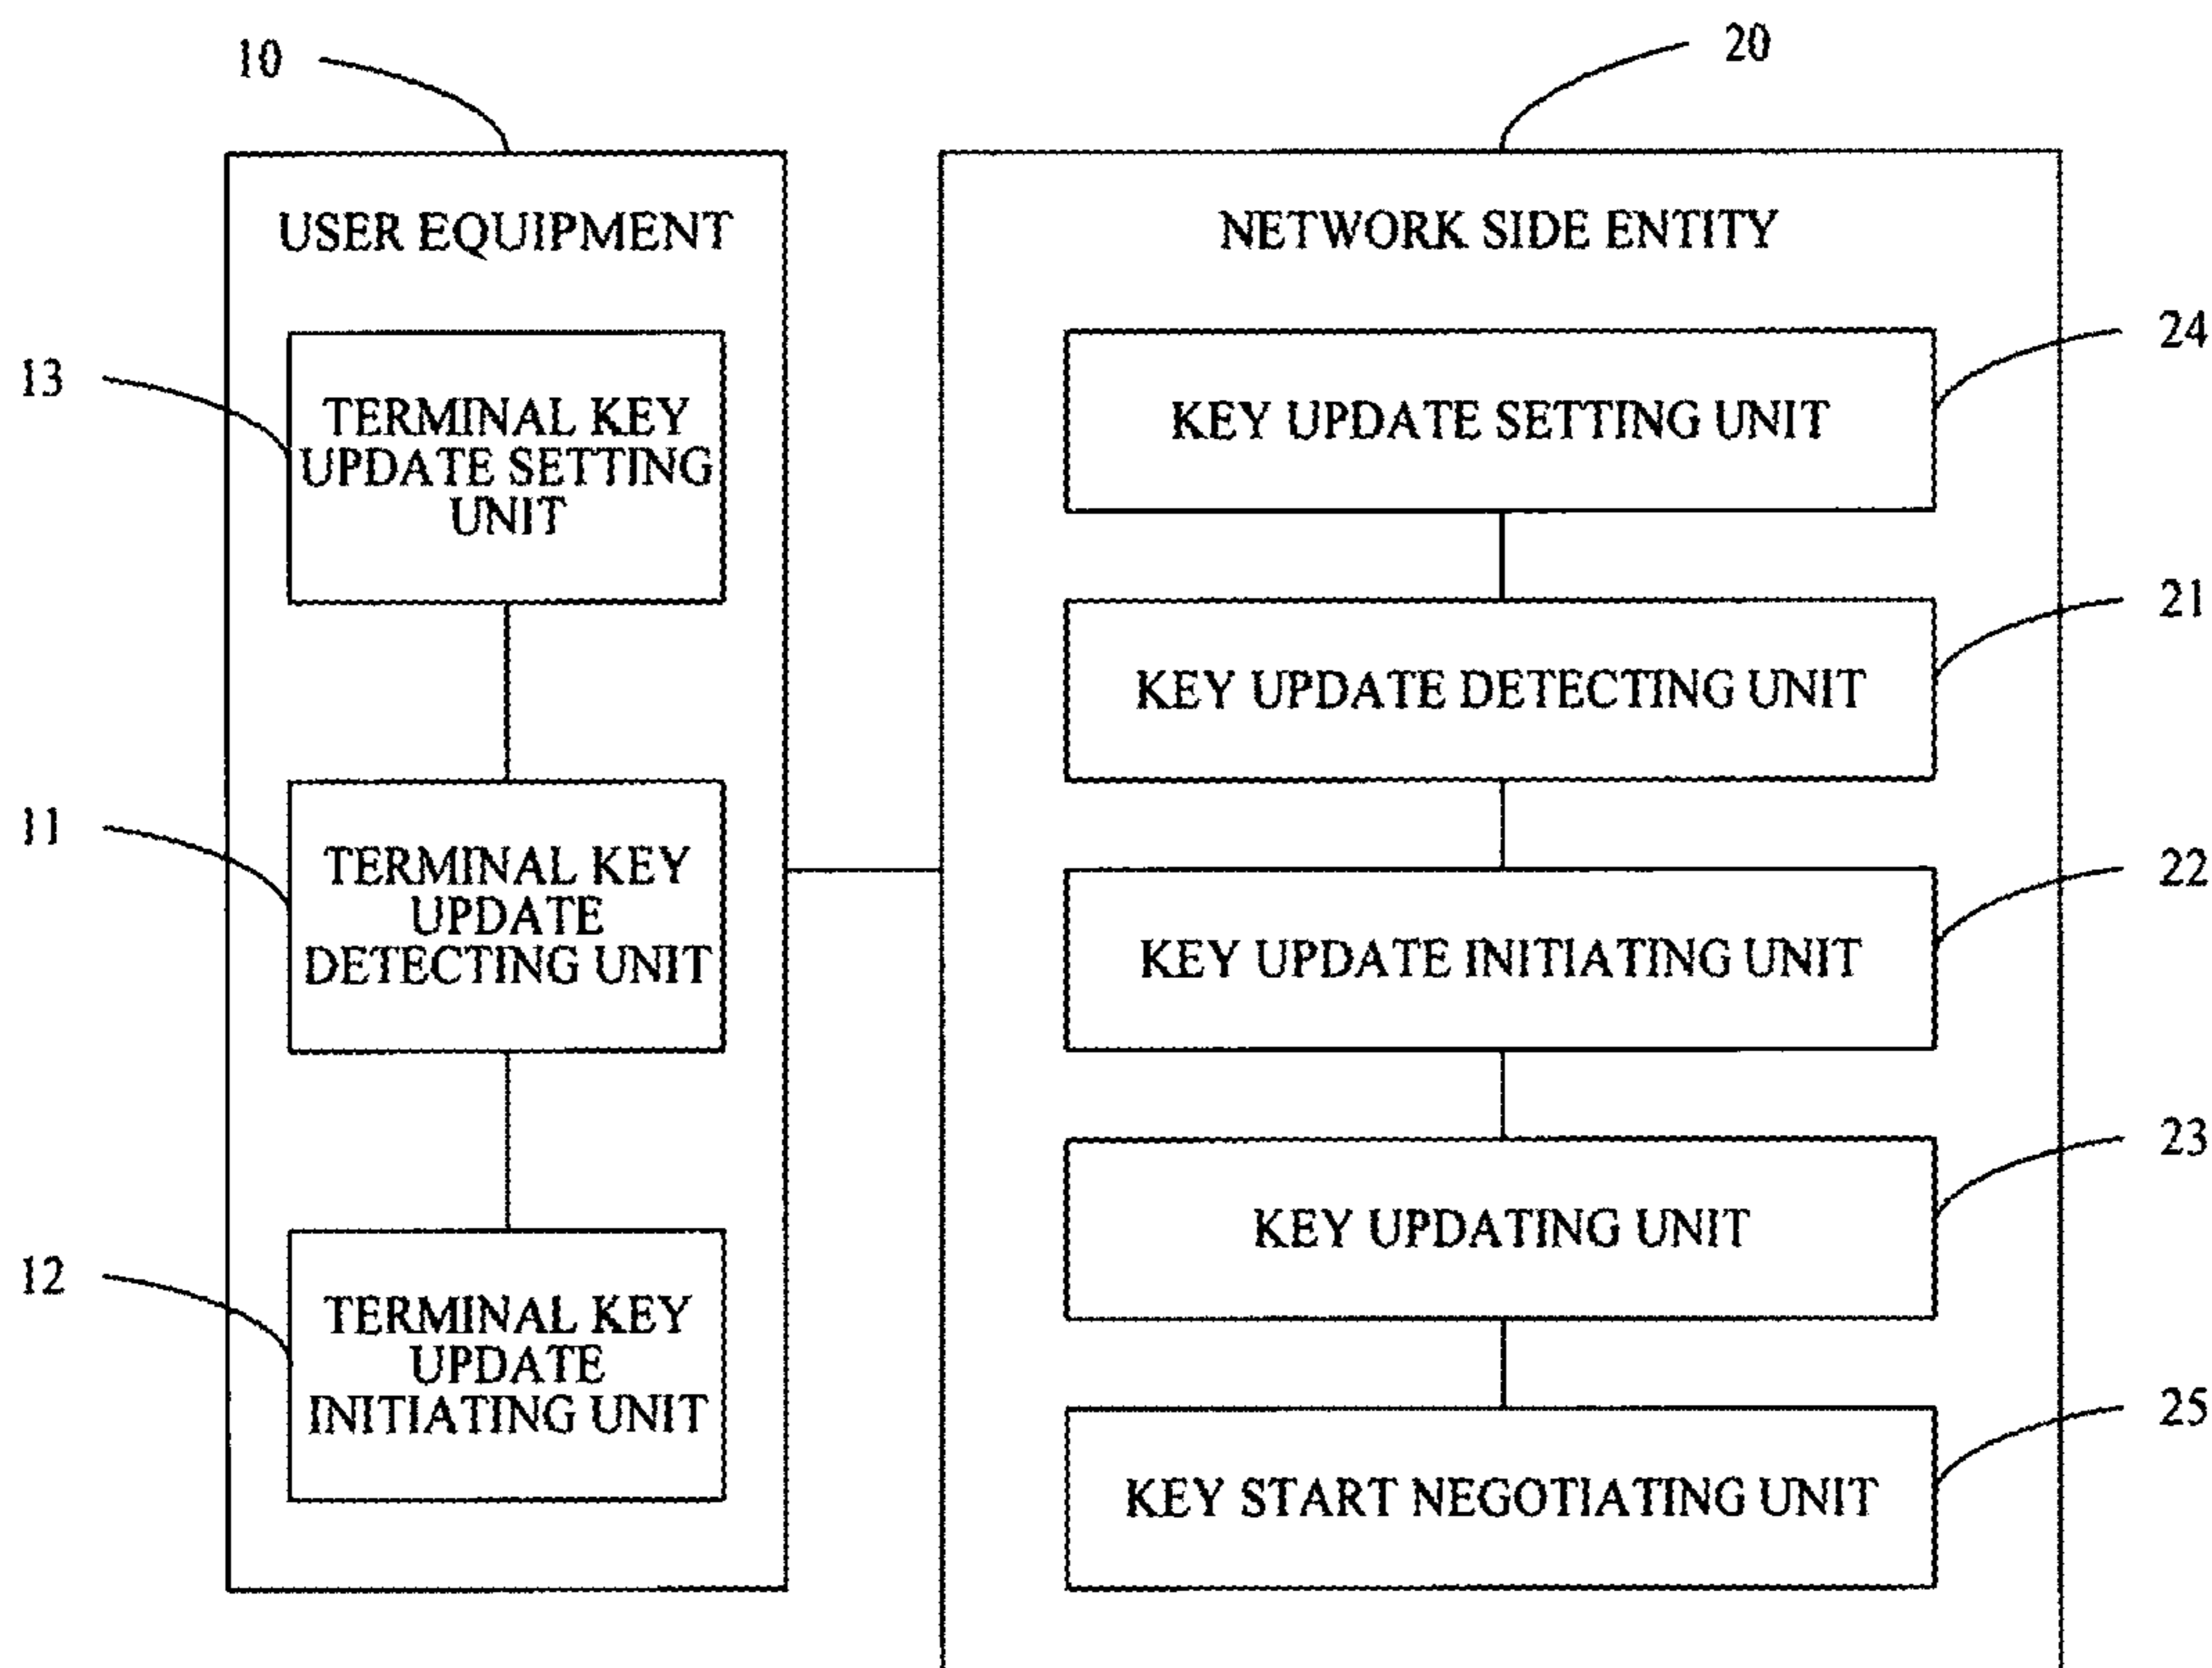 10
20
USER EQUIPMENT
NETWORK SIDE ENTITY
13
TERMINAL KEY
UPDATE SETTING
UNIT
24
KEY UPDATE SETTING UNIT
21
KEY UPDATE DETECTING UNIT
11
TERMINAL KEY
UPDATE
DETECTING UNIT
22
KEY UPDATE INITIATING UNIT
23
KEY UPDATING UNIT
12
TERMINAL KEY
UPDATE
INITIATING UNIT
25
KEY START NEGOTIATING UNIT